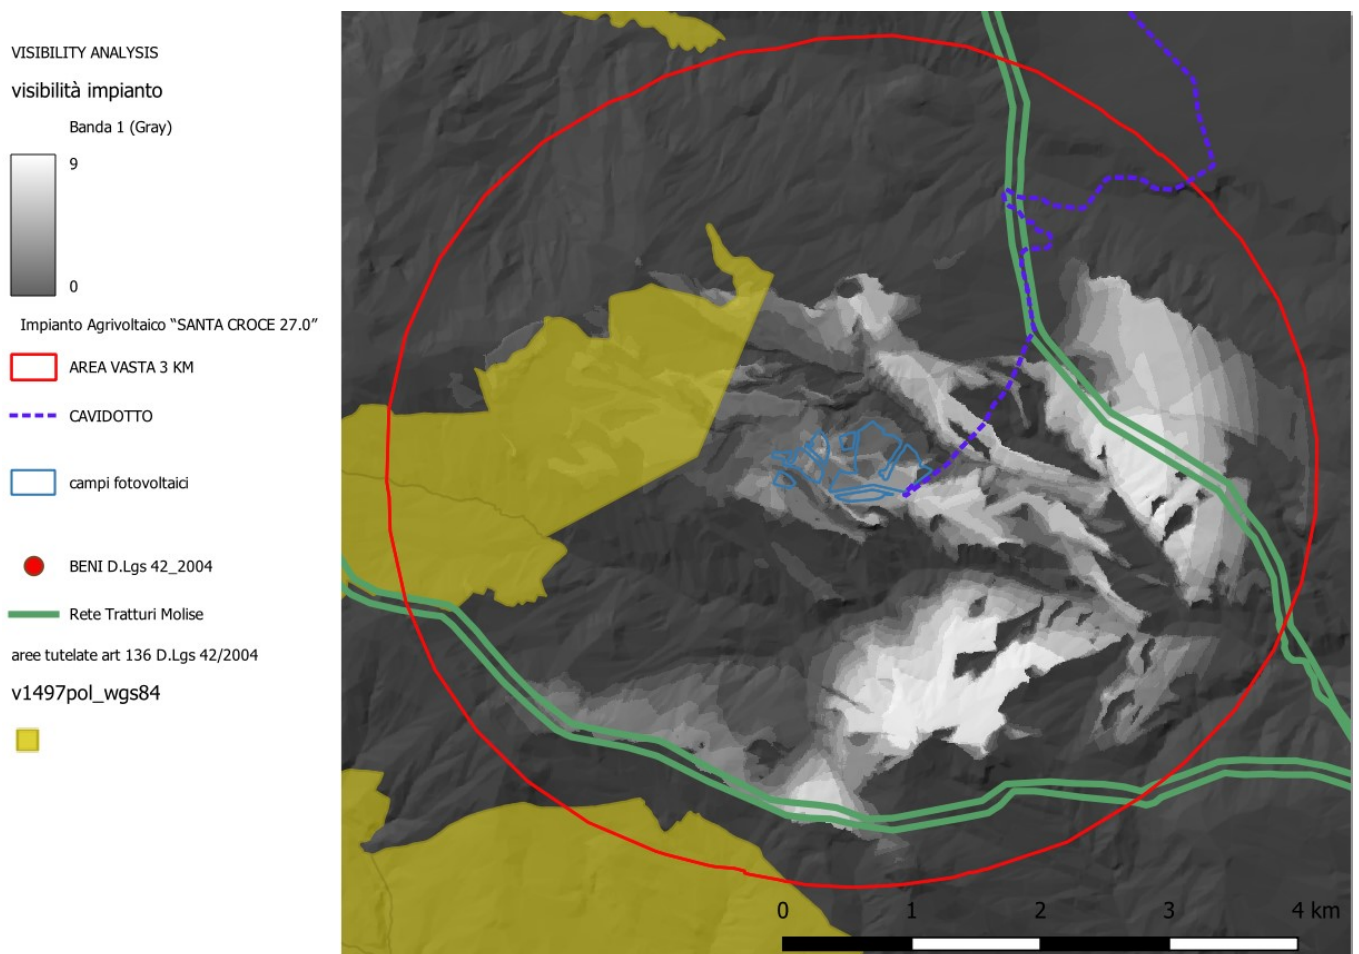 VISIBILITY ANALYSIS
visibilità impianto
Banda 1 (Gray)
9
0
Impianto Agrivoltaico “SANTA CROCE 27.0”
AREA VASTA 3 KM
CAVIDOTTO
campi fotovoltaici
BENI D.Lgs 42_2004
Rete Tratturi Molise
aree tutelate art 136 D.Lgs 42/2004
v1497pol_wgs84
0 1 2 3 4 km